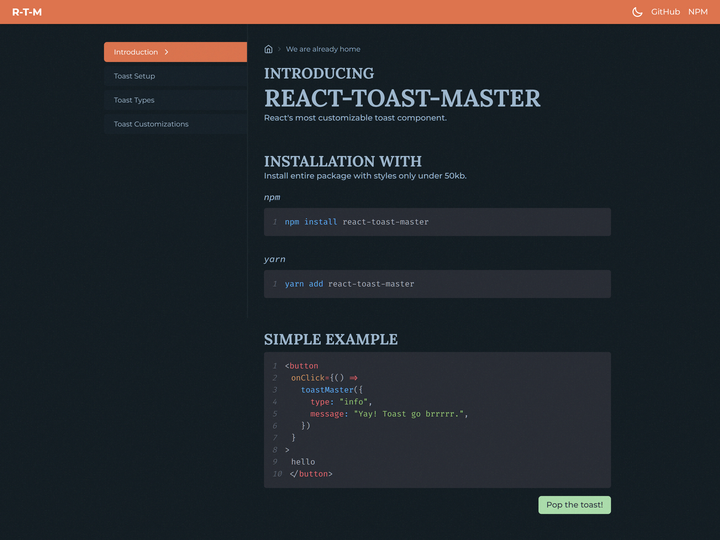 R-T-M
GitHub NPM
Introduction
Toast Setup
Toast Types
Toast Customizations
We are already home
INTRODUCING
REACT-TOAST-MASTER
React's most customizable toast component.
INSTALLATION WITH
Install entire package with styles only under 50kb.
npm
1 npm install react-toast-master
yarn
1 yarn add react-toast-master
SIMPLE EXAMPLE
1 <button
2 onClick={() =>
3 toastMaster({
4 type: "info",
5 message: "Yay! Toast go brrrrr.",
6 })
7 }
8 >
9 hello
10 </button>
Pop the toast!